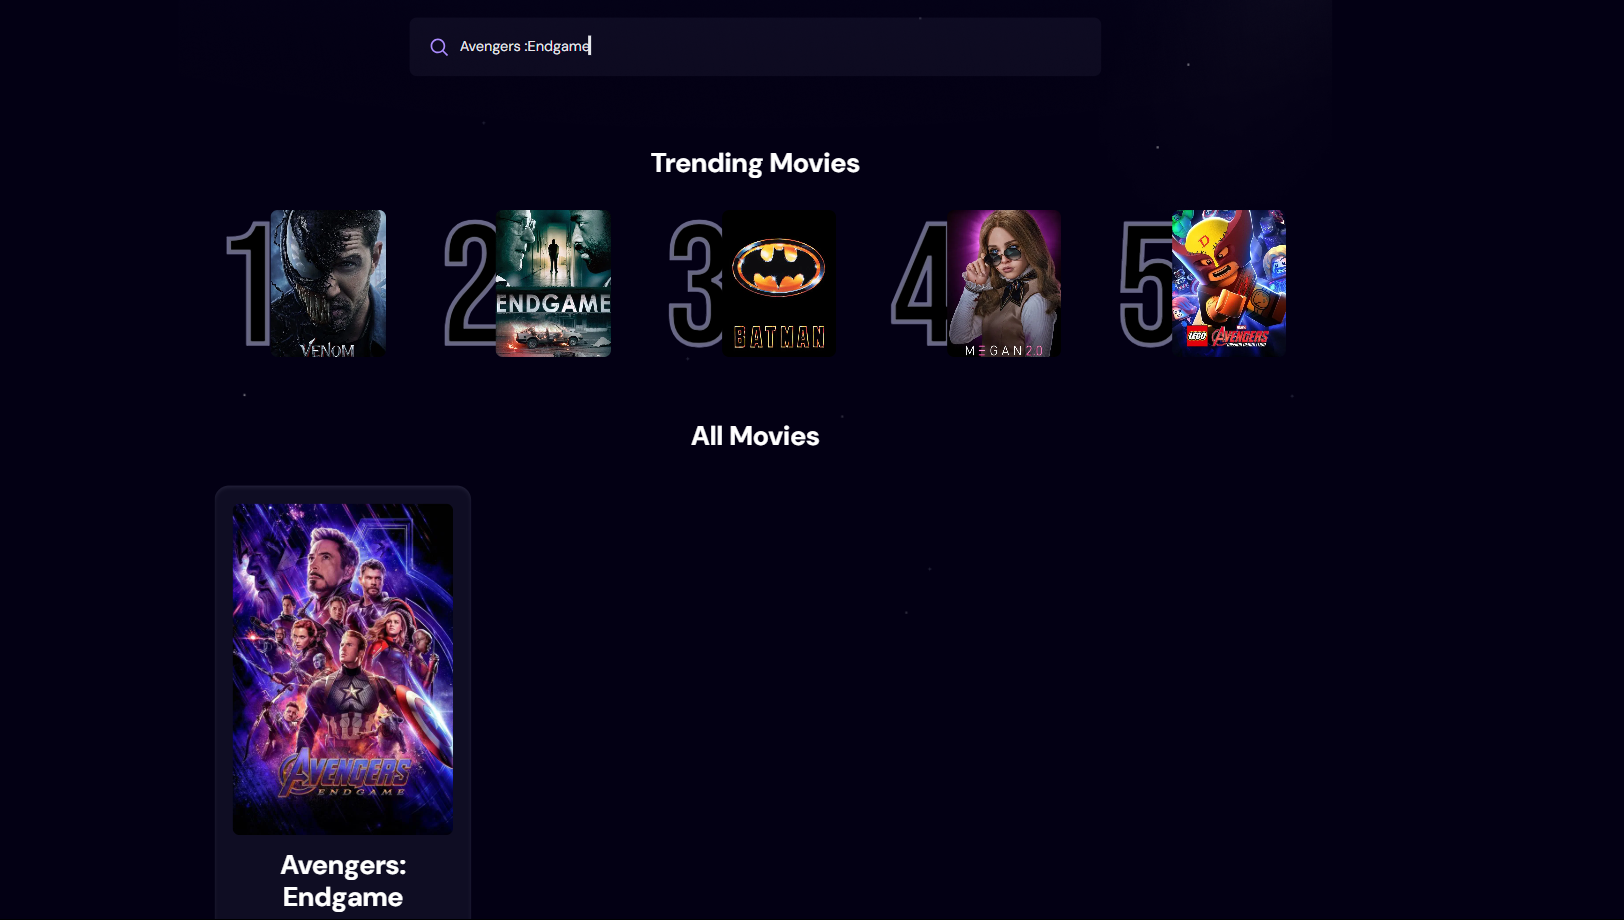 Avengers :Endgame
Trending Movies
1
VENOM
2
ENDGAME
3
BATMAN
4
M3GAN 2.0
5
LEGO
AVENGERS
All Movies
AVENGERS
ENDGAME
Avengers:
Endgame